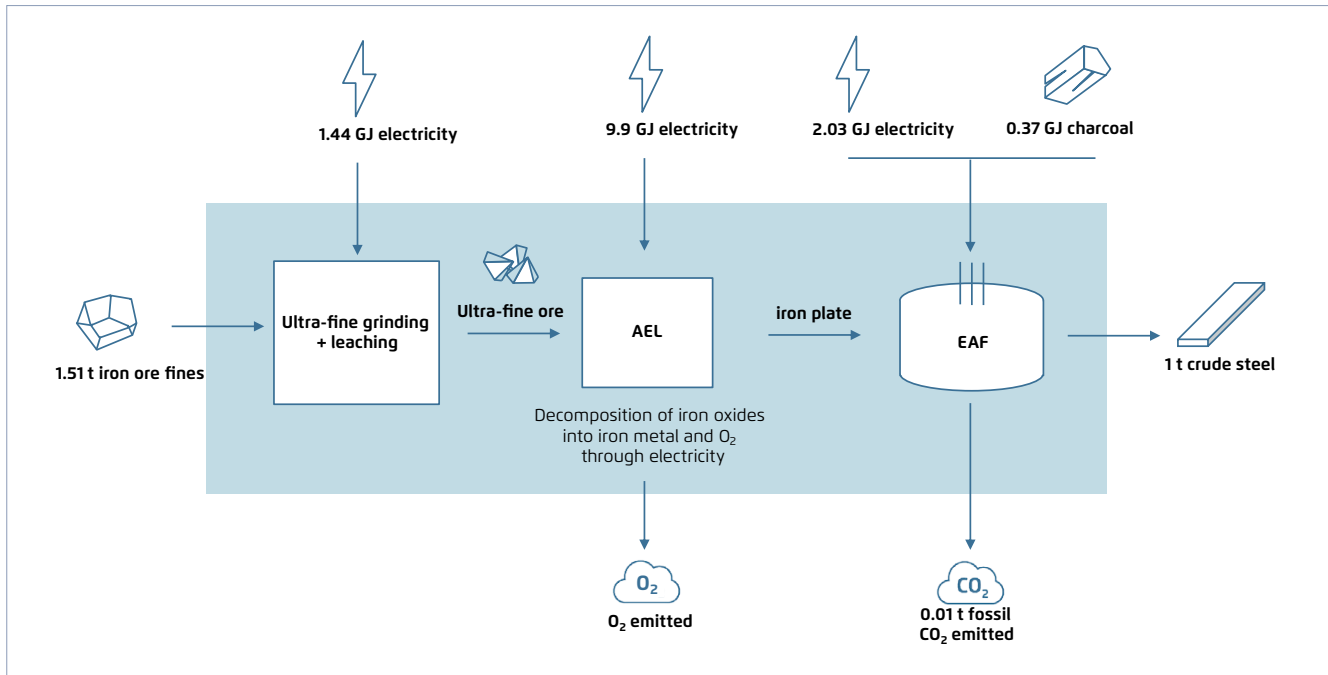 1.44 GJ electricity
9.9 GJ electricity
2.03 GJ electricity
0.37 GJ charcoal
1.51 t iron ore fines
Ultra-fine grinding
+ leaching
Ultra-fine ore
AEL
iron plate
EAF
1 t crude steel
Decomposition of iron oxides
into iron metal and O₂
through electricity
O₂
O₂ emitted
CO₂
0.01 t fossil
CO₂ emitted